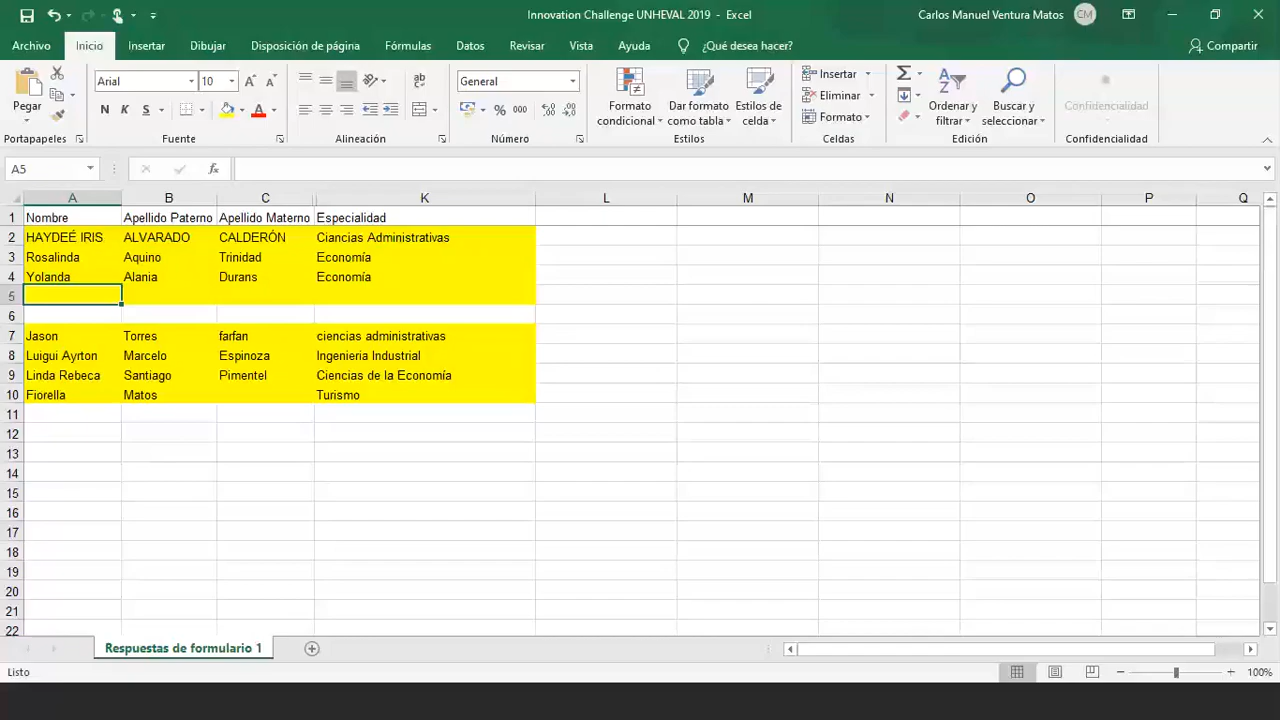 Innovation Challenge UNHEVAL 2019 - Excel
Carlos Manuel Ventura Matos
CM
Archivo Inicio Insertar Dibujar Disposición de página Fórmulas Datos Revisar Vista Ayuda ¿Qué desea hacer? Compartir
Pegar
Arial 10
N K S
General
% 000
Formato condicional
Dar formato como tabla
Estilos de celda
Insertar
Eliminar
Formato
Ordenar y filtrar
Buscar y seleccionar
Confidencialidad
Portapapeles Fuente Alineación Número Estilos Celdas Edición Confidencialidad
A5 fx
A B C K L M N O P Q
1 Nombre Apellido Paterno Apellido Materno Especialidad
2 HAYDEÉ IRIS ALVARADO CALDERÓN Ciancias Administrativas
3 Rosalinda Aquino Trinidad Economía
4 Yolanda Alania Durans Economía
5
6
7 Jason Torres farfan ciencias administrativas
8 Luigui Ayrton Marcelo Espinoza Ingenieria Industrial
9 Linda Rebeca Santiago Pimentel Ciencias de la Economía
10 Fiorella Matos Turismo
11
12
13
14
15
16
17
18
19
20
21
22
Respuestas de formulario 1
Listo
100%